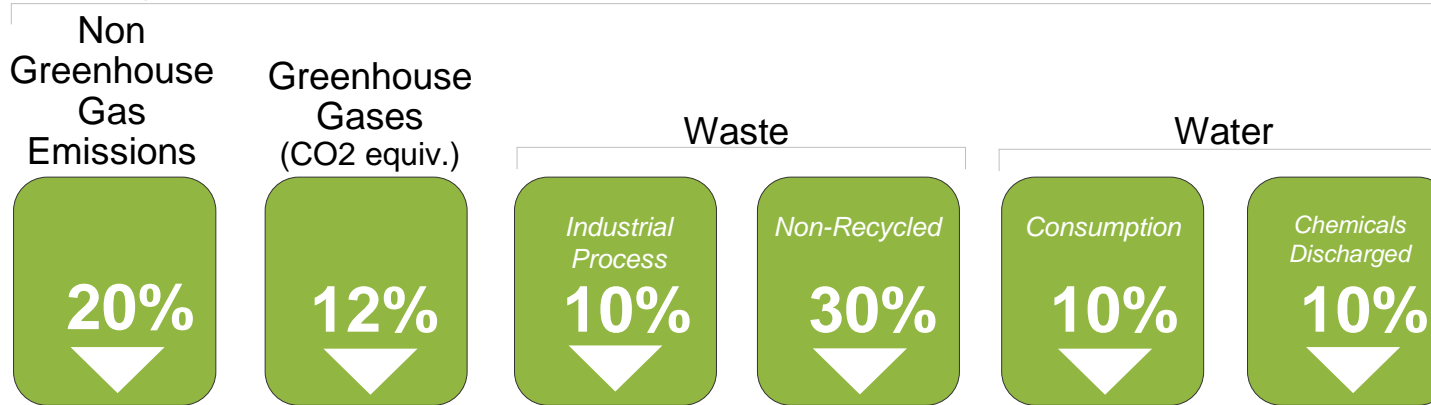 Non
Greenhouse
Gas
Emissions
Greenhouse
Gases
(CO2 equiv.)
Waste
Water
20%
12%
Industrial
Process
10%
Non-Recycled
30%
Consumption
10%
Chemicals
Discharged
10%